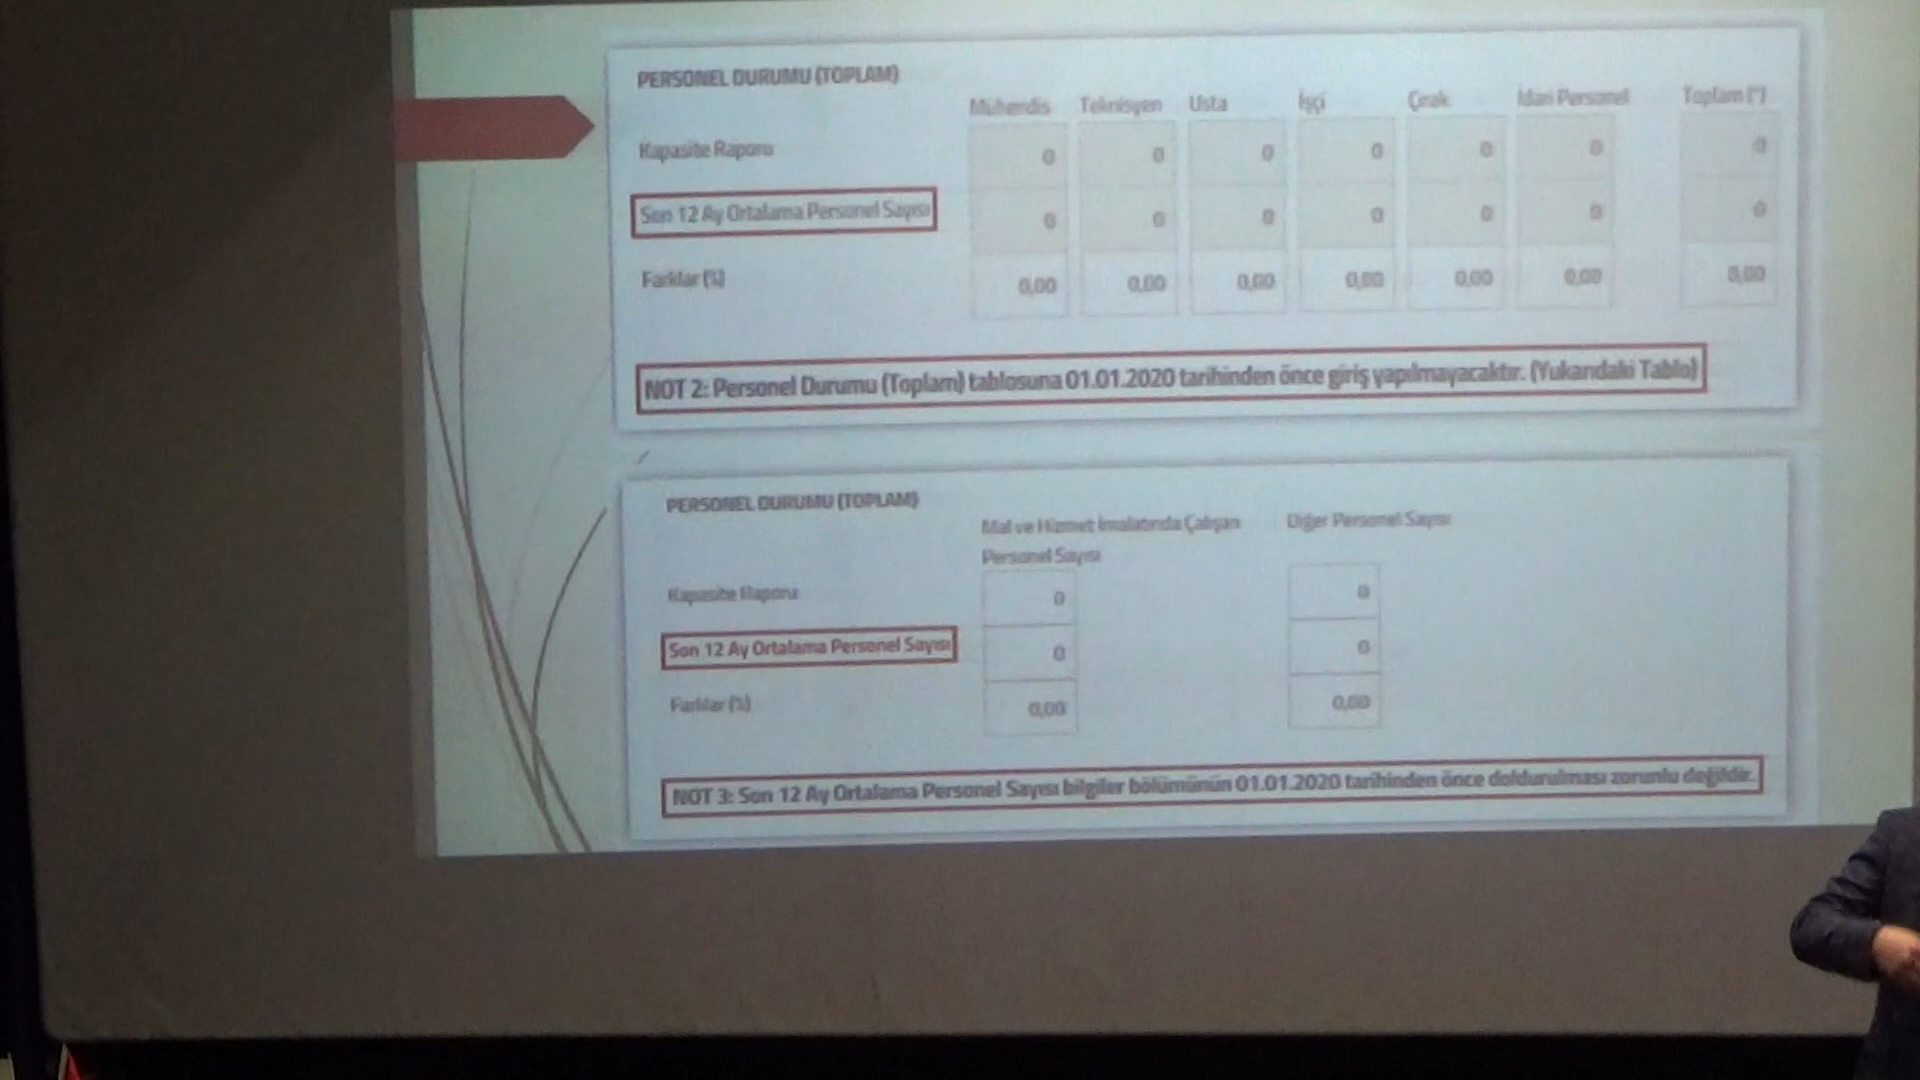 PERSONEL DURUMU (TOPLAM)
Mühendis Teknisyen Usta İşçi Çırak İdari Personel Toplam (*)
Kapasite Raporu 0 0 0 0 0 0 0
Son 12 Ay Ortalama Personel Sayısı 0 0 0 0 0 0 0
Farklar (%) 0,00 0,00 0,00 0,00 0,00 0,00 0,00
NOT 2: Personel Durumu (Toplam) tablosuna 01.01.2020 tarihinden önce giriş yapılmayacaktır. (Yukarıdaki Tablo)
PERSONEL DURUMU (TOPLAM)
Mal ve Hizmet İmalatında Çalışan Diğer Personel Sayısı
Personel Sayısı
Kapasite Raporu 0 0
Son 12 Ay Ortalama Personel Sayısı 0 0
Farklar (%) 0,00 0,00
NOT 3: Son 12 Ay Ortalama Personel Sayısı bilgiler bölümünün 01.01.2020 tarihinden önce doldurulması zorunlu değildir.